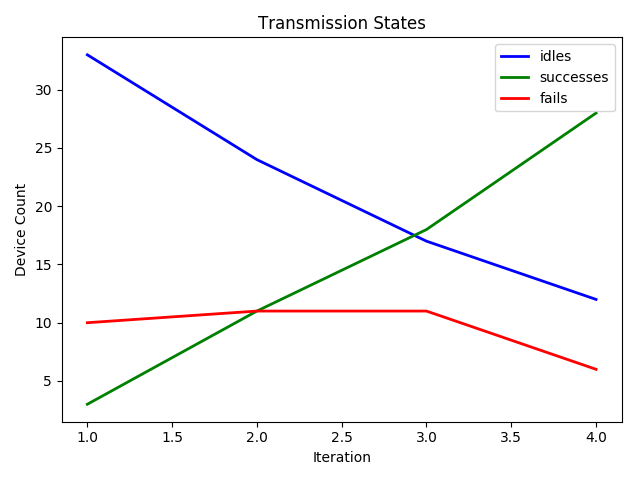 Transmission States
idles
successes
fails
Device Count
30
25
20
15
10
5
1.0 1.5 2.0 2.5 3.0 3.5 4.0
Iteration